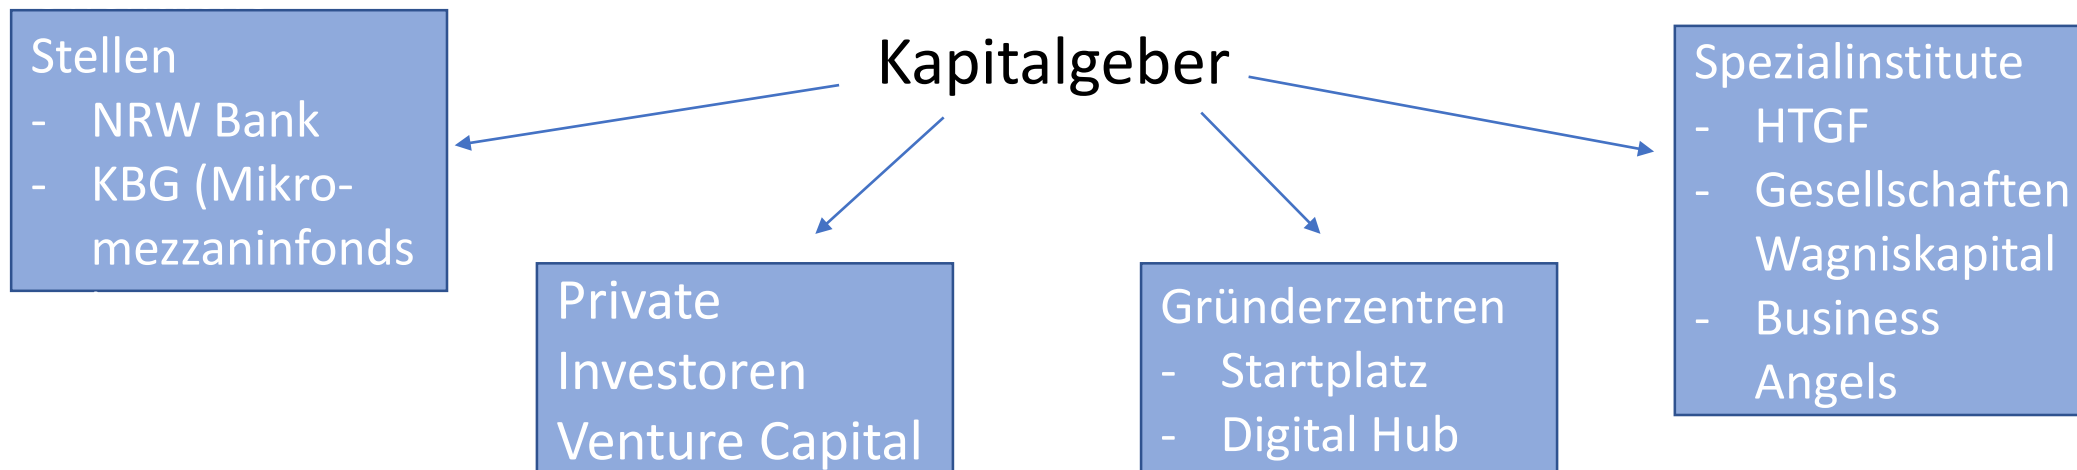 Kapitalgeber
Stellen
- NRW Bank
- KBG (Mikro-
mezzaninfonds
Private
Investoren
Venture Capital
Gründerzentren
- Startplatz
- Digital Hub
Spezialinstitute
- HTGF
- Gesellschaften
Wagniskapital
- Business
Angels